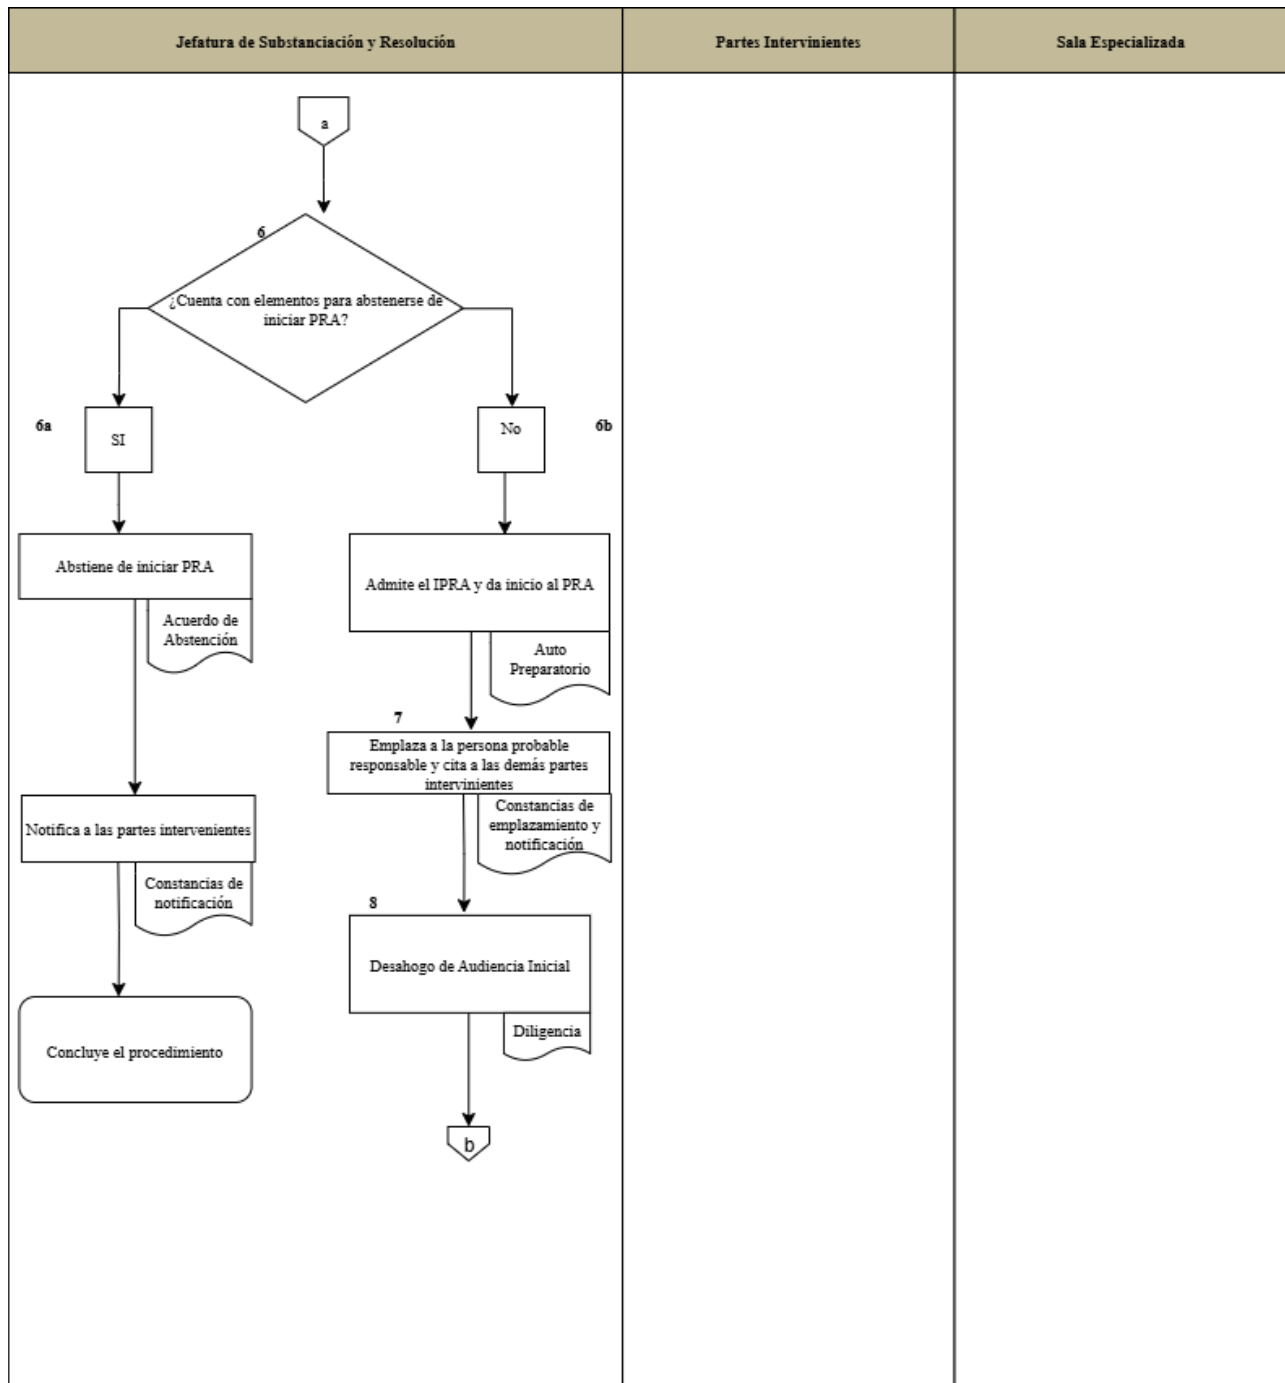 Jefatura de Substanciación y Resolución
Partes Intervinientes
Sala Especializada
a
6
¿Cuenta con elementos para abstenerse de
iniciar PRA?
6a
SI
No
6b
Abstiene de iniciar PRA
Acuerdo de
Abstención
Admite el IPRA y da inicio al PRA
Auto
Preparatorio
7
Emplaza a la persona probable
responsable y cita a las demás partes
intervinientes
Constancias de
emplazamiento y
notificación
Notifica a las partes intervenientes
Constancias de
notificación
8
Desahogo de Audiencia Inicial
Diligencia
Concluye el procedimiento
b